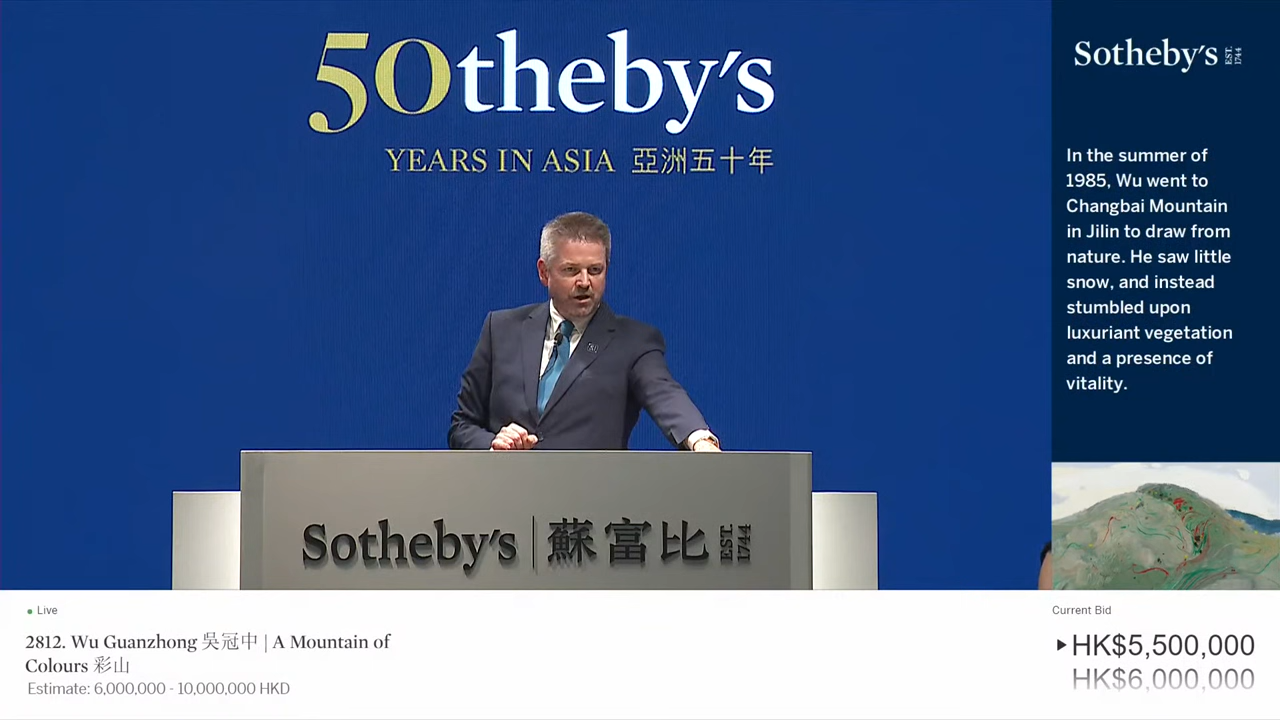 50theby's
YEARS IN ASIA 亞洲五十年
Sotheby's EST. 1744
In the summer of
1985, Wu went to
Changbai Mountain
in Jilin to draw from
nature. He saw little
snow, and instead
stumbled upon
luxuriant vegetation
and a presence of
vitality.
Sotheby's | 蘇富比 EST. 1744
Live
2812. Wu Guanzhong 吳冠中 | A Mountain of
Colours 彩山
Estimate: 6,000,000 - 10,000,000 HKD
Current Bid
HK$5,500,000
HK$6,000,000